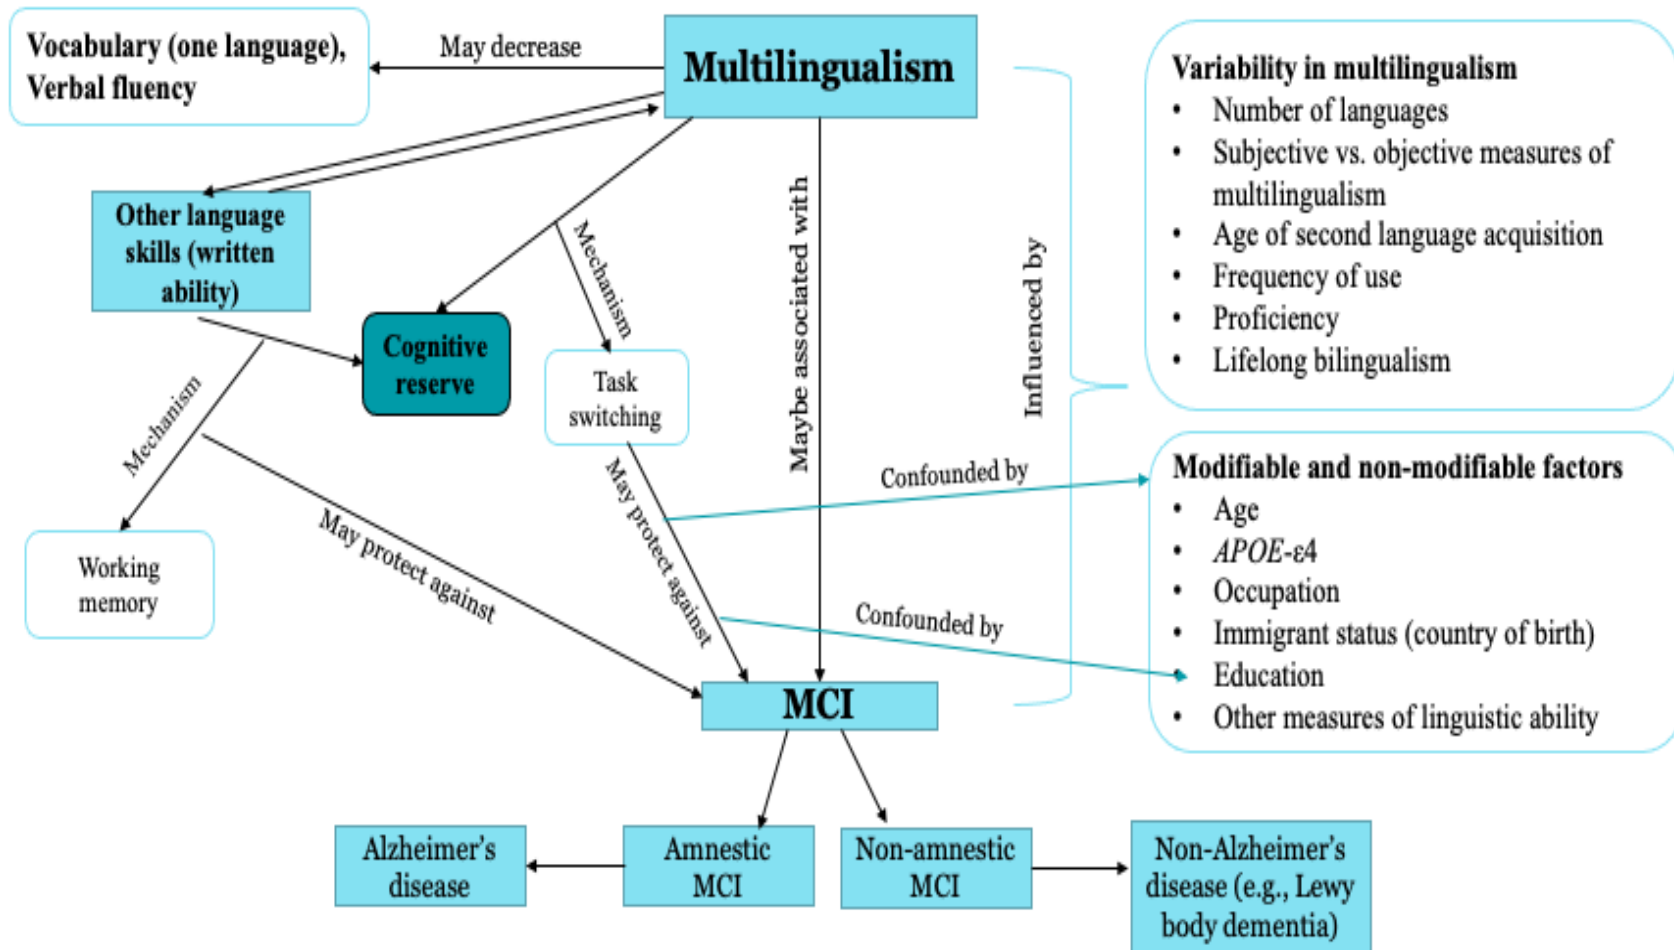 Vocabulary (one language),
Verbal fluency
May decrease
Multilingualism
Variability in multilingualism
• Number of languages
• Subjective vs. objective measures of
multilingualism
• Age of second language acquisition
• Frequency of use
• Proficiency
• Lifelong bilingualism
Other language
skills (written
ability)
Mechanism
Maybe associated with
Influenced by
Cognitive
reserve
Task
switching
Mechanism
May protect against
Confounded by
Modifiable and non-modifiable factors
• Age
• APOE-ε4
• Occupation
• Immigrant status (country of birth)
• Education
• Other measures of linguistic ability
Working
memory
May protect against
Confounded by
MCI
Alzheimer's
disease
Amnestic
MCI
Non-amnestic
MCI
Non-Alzheimer's
disease (e.g., Lewy
body dementia)